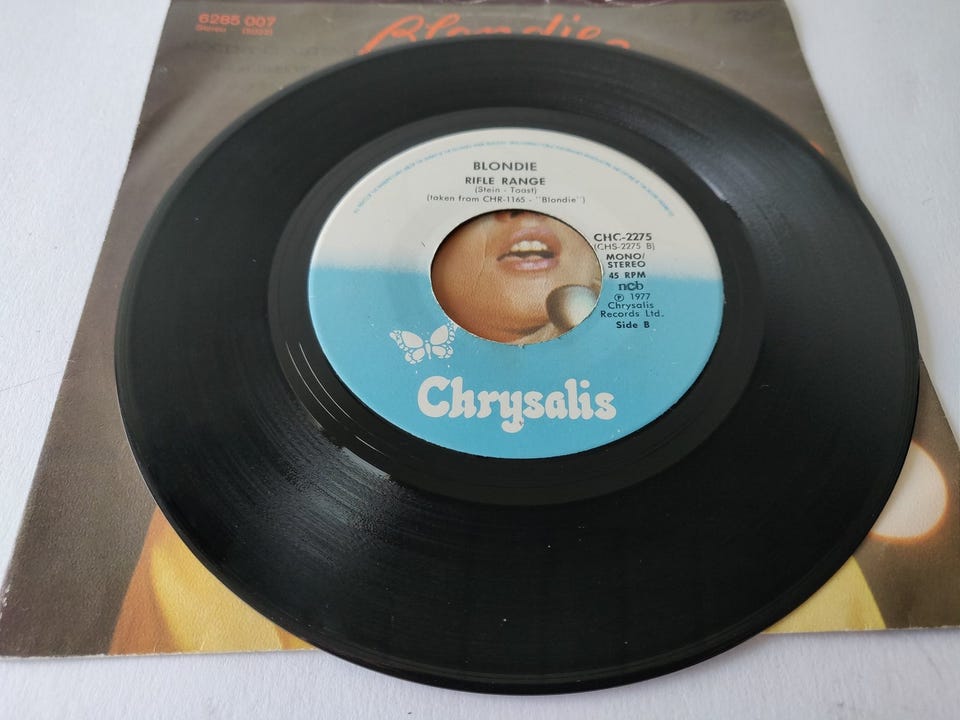 6285 007
Stereo
Blondie
BLONDIE
RIFLE RANGE
(Stein - Toast)
(taken from CHR-1165 - "Blondie")
CHC-2275
(CHS-2275 B)
MONO/
STEREO
45 RPM
ncb
℗ 1977
Chrysalis
Records Ltd.
Side B
Chrysalis